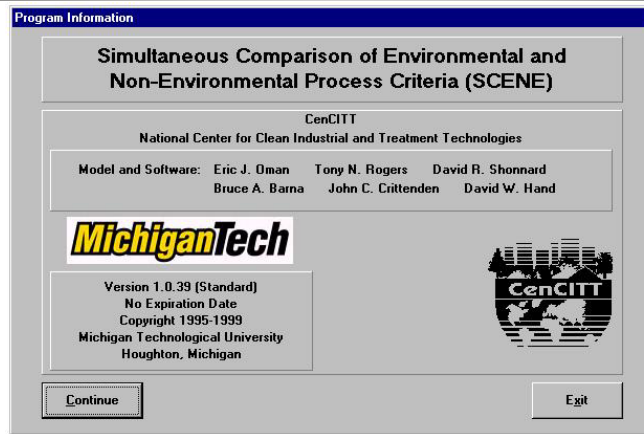 Program Information
Simultaneous Comparison of Environmental and
Non-Environmental Process Criteria (SCENE)
CenCITT
National Center for Clean Industrial and Treatment Technologies
Model and Software: Eric J. Oman Tony N. Rogers David R. Shonnard
Bruce A. Barna John C. Crittenden David W. Hand
MichiganTech
CenCITT
Version 1.0.39 (Standard)
No Expiration Date
Copyright 1995-1999
Michigan Technological University
Houghton, Michigan
Continue
Exit